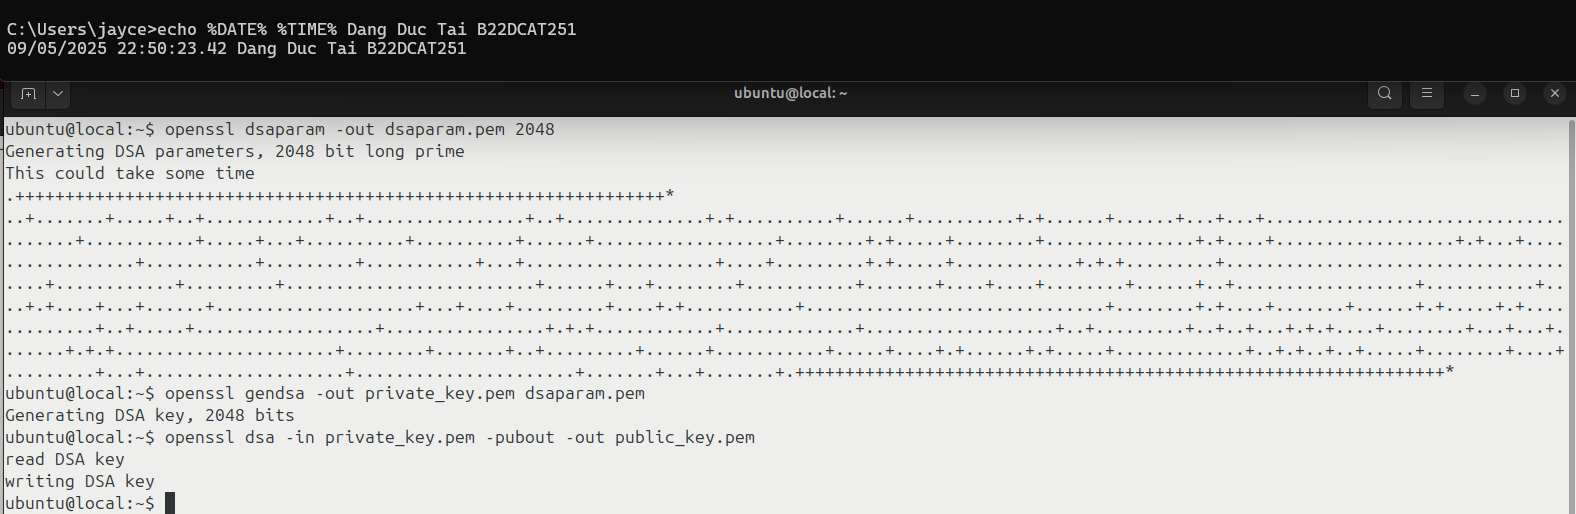 C:\Users\jayce>echo %DATE% %TIME% Dang Duc Tai B22DCAT251
09/05/2025 22:50:23.42 Dang Duc Tai B22DCAT251
ubuntu@local: ~
ubuntu@local:~$ openssl dsaparam -out dsaparam.pem 2048
Generating DSA parameters, 2048 bit long prime
This could take some time
ubuntu@local:~$ openssl gendsa -out private_key.pem dsaparam.pem
Generating DSA key, 2048 bits
ubuntu@local:~$ openssl dsa -in private_key.pem -pubout -out public_key.pem
read DSA key
writing DSA key
ubuntu@local:~$